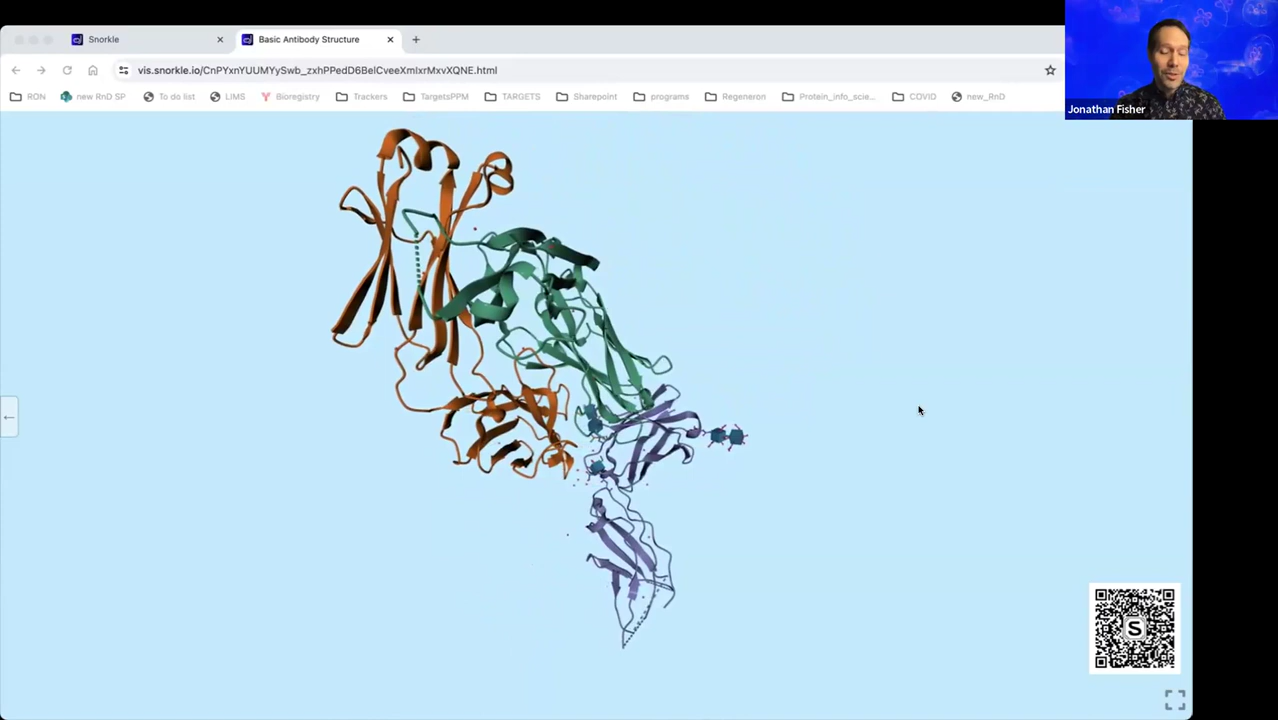 Snorkle
Basic Antibody Structure
vis.snorkle.io/CnPYxnYUUMYySwb_zxhPPedD6BelCveeXmIxrMxvXQNE.html
RON
new RnD SP
To do list
LIMS
Bioregistry
Trackers
TargetsPPM
TARGETS
Sharepoint
programs
Regeneron
Protein_info_scie...
COVID
new_RnD
Jonathan Fisher
S